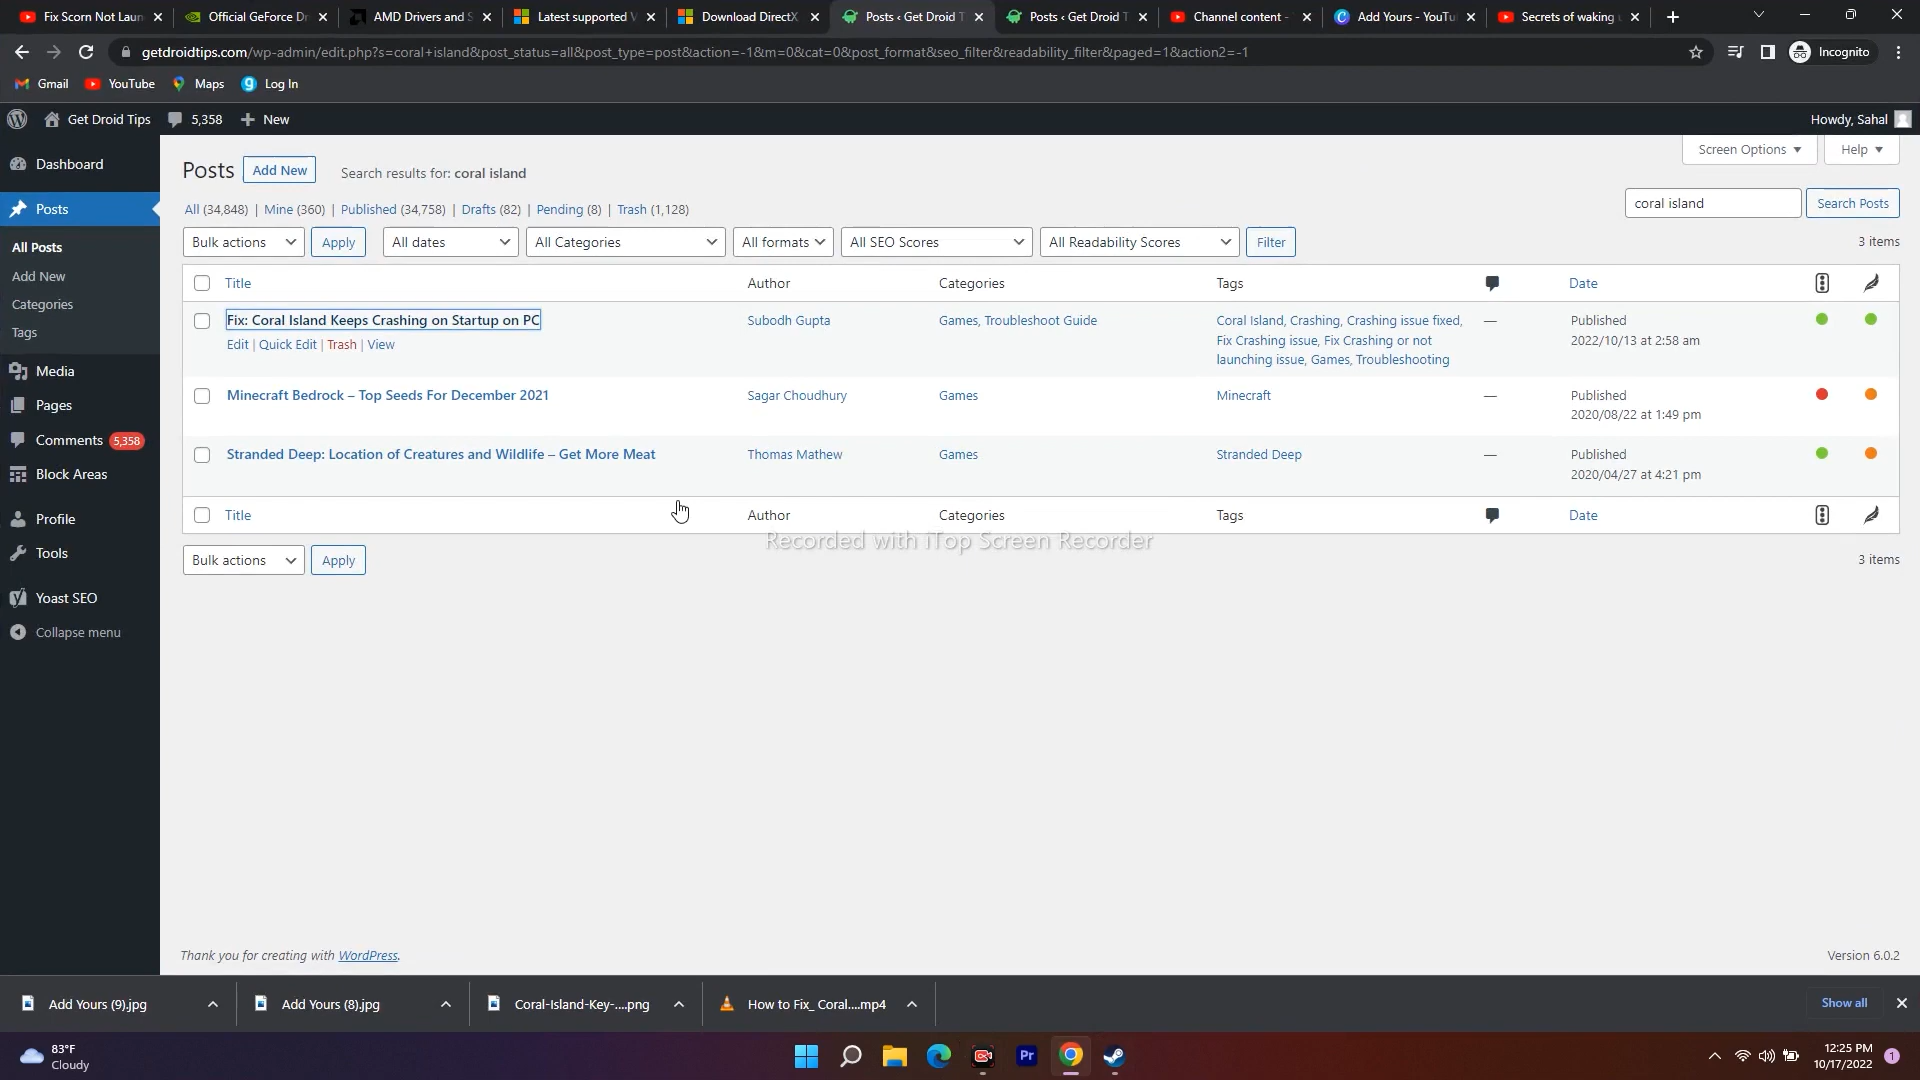 Fix Scorn Not Laun
Official GeForce D
AMD Drivers and S
Latest supported V
Download DirectX
Posts ‹ Get Droid T
Posts ‹ Get Droid T
Channel content -
Add Yours - YouTu
Secrets of waking
getdroidtips.com/wp-admin/edit.php?s=coral+island&post_status=all&post_type=post&action=-1&m=0&cat=0&post_format&seo_filter&readability_filter&paged=1&action2=-1
Incognito
Gmail
YouTube
Maps
Log In
Get Droid Tips
5,358
New
Howdy, Sahal
Dashboard
Posts
All Posts
Add New
Categories
Tags
Media
Pages
Comments 5,358
Block Areas
Profile
Tools
Yoast SEO
Collapse menu
Screen Options
Help
Posts
Add New
Search results for: coral island
All (34,848) | Mine (360) | Published (34,758) | Drafts (82) | Pending (8) | Trash (1,128)
coral island
Search Posts
Bulk actions
Apply
All dates
All Categories
All formats
All SEO Scores
All Readability Scores
Filter
3 items
Title
Author
Categories
Tags
Date
Fix: Coral Island Keeps Crashing on Startup on PC
Edit | Quick Edit | Trash | View
Subodh Gupta
Games, Troubleshoot Guide
Coral Island, Crashing, Crashing issue fixed,
Fix Crashing issue, Fix Crashing or not
launching issue, Games, Troubleshooting
—
Published
2022/10/13 at 2:58 am
Minecraft Bedrock – Top Seeds For December 2021
Sagar Choudhury
Games
Minecraft
—
Published
2020/08/22 at 1:49 pm
Stranded Deep: Location of Creatures and Wildlife – Get More Meat
Thomas Mathew
Games
Stranded Deep
—
Published
2020/04/27 at 4:21 pm
Title
Author
Categories
Tags
Date
Recorded with iTop Screen Recorder
Bulk actions
Apply
3 items
Thank you for creating with WordPress.
Version 6.0.2
Add Yours (9).jpg
Add Yours (8).jpg
Coral-Island-Key-....png
How to Fix_ Coral....mp4
Show all
83°F
Cloudy
Pr
12:25 PM
10/17/2022
1